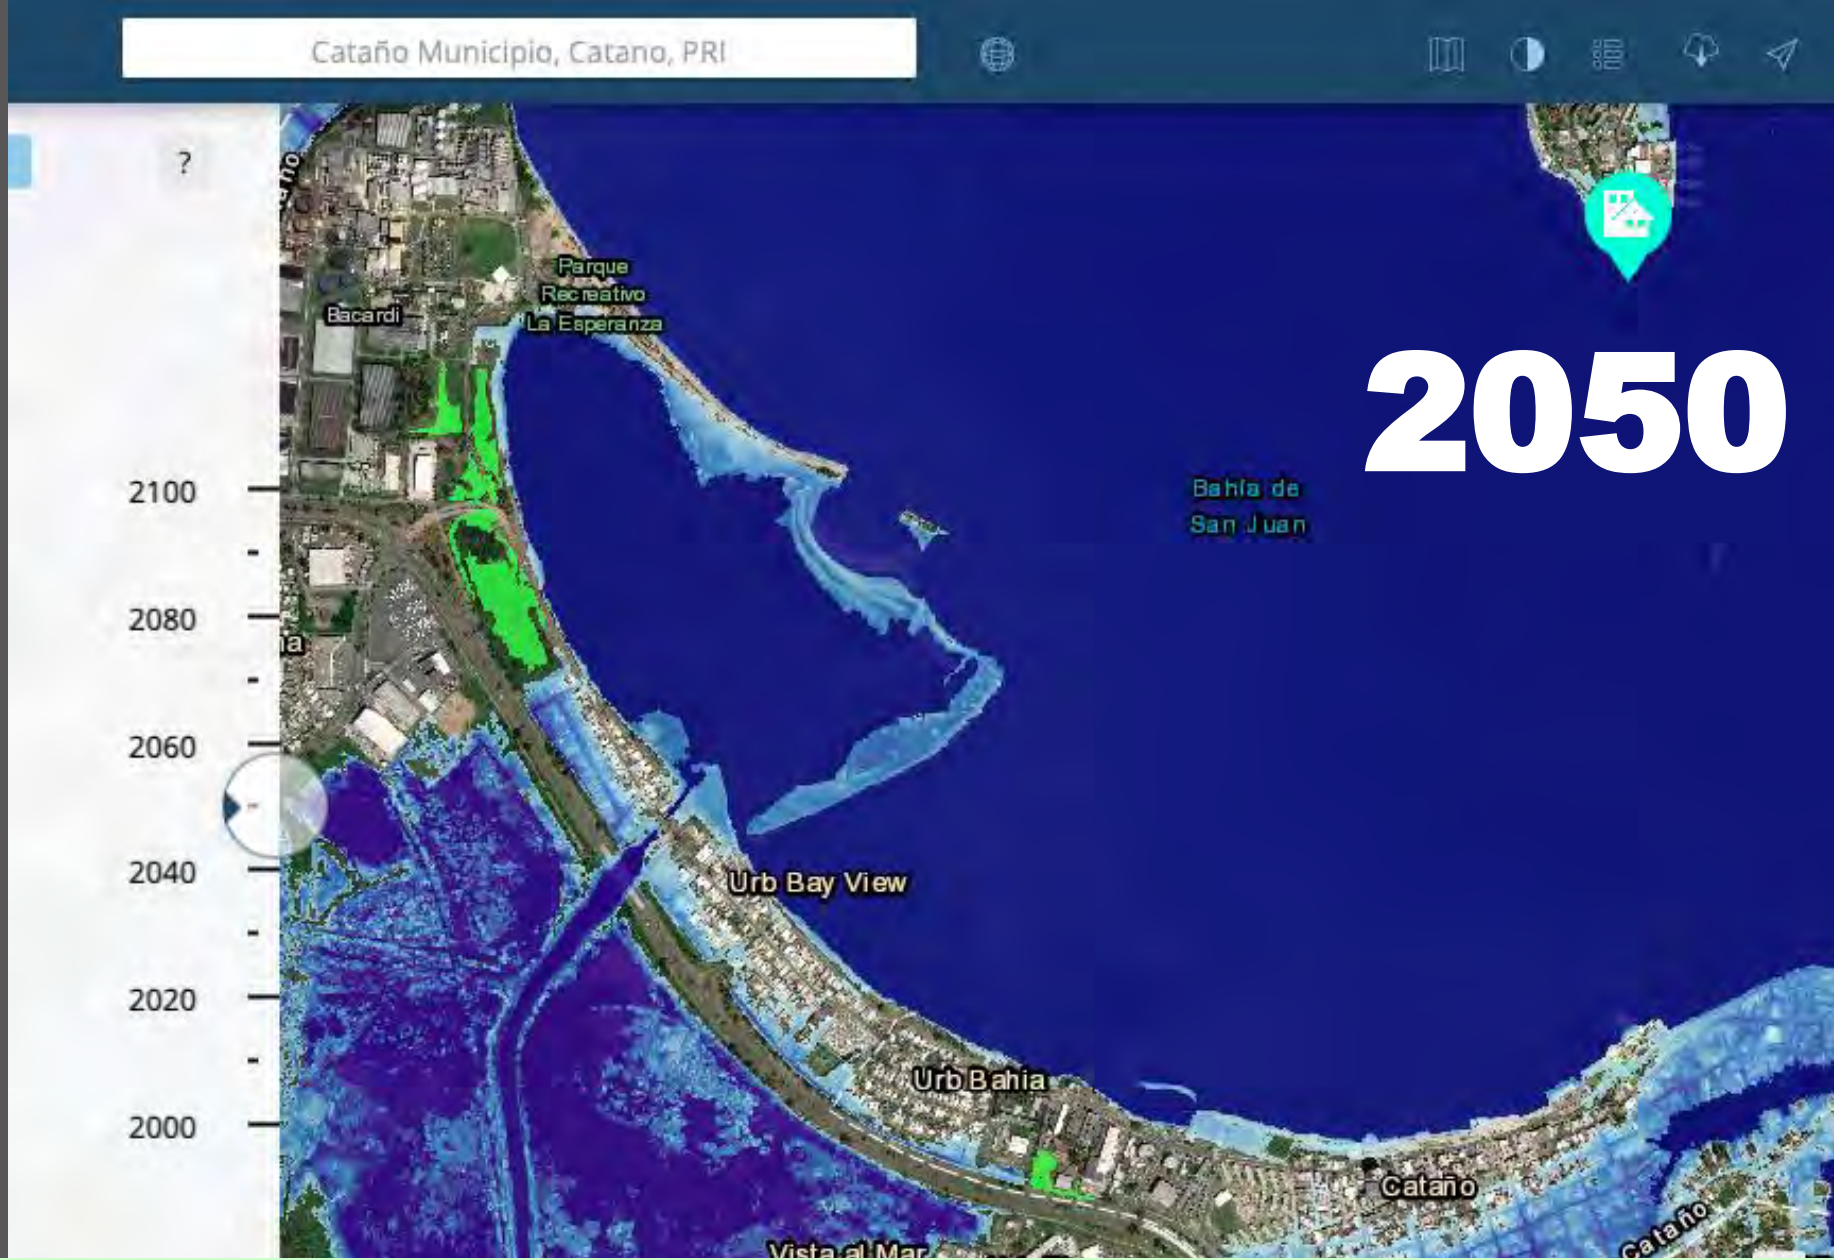 Cataño Municipio, Catano, PRI
?
Parque
Recreativo
La Esperanza
Bacardi
2050
Bahía de
San Juan
2100
2080
2060
2040
2020
2000
Urb Bay View
Urb Bahia
Cataño
Cataño
Vista al Mar